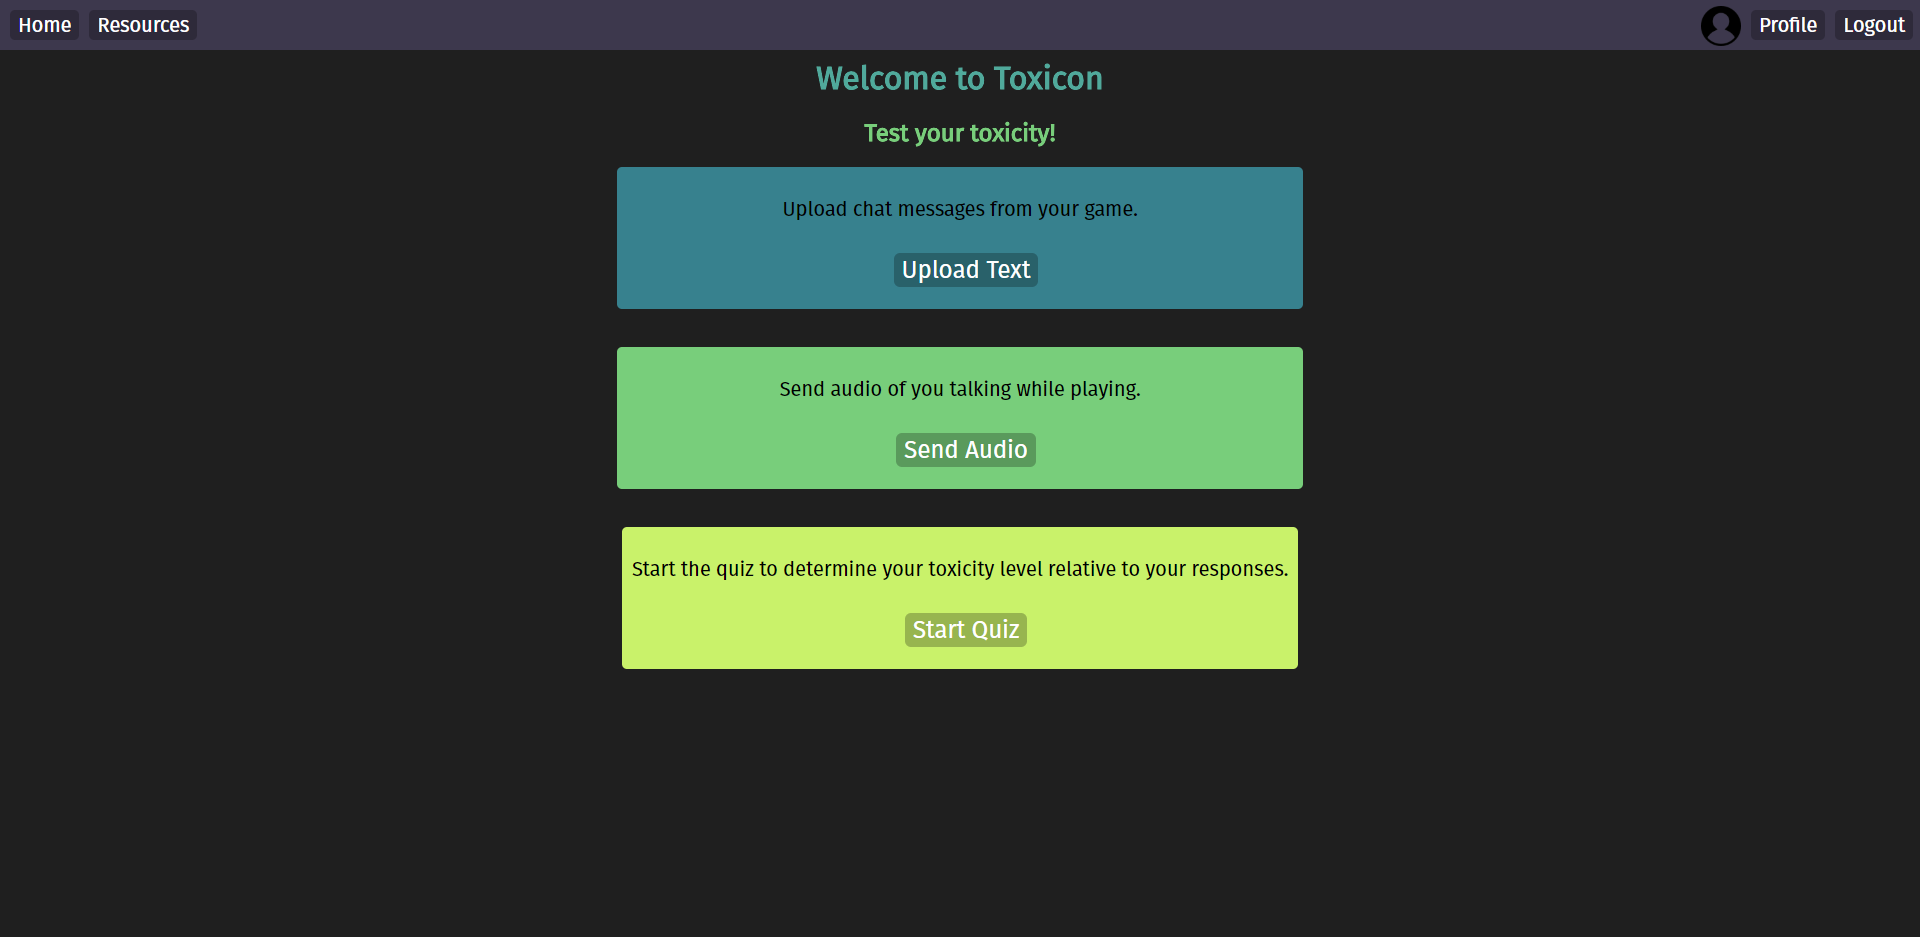 Home Resources Profile Logout
Welcome to Toxicon
Test your toxicity!
Upload chat messages from your game.
Upload Text
Send audio of you talking while playing.
Send Audio
Start the quiz to determine your toxicity level relative to your responses.
Start Quiz